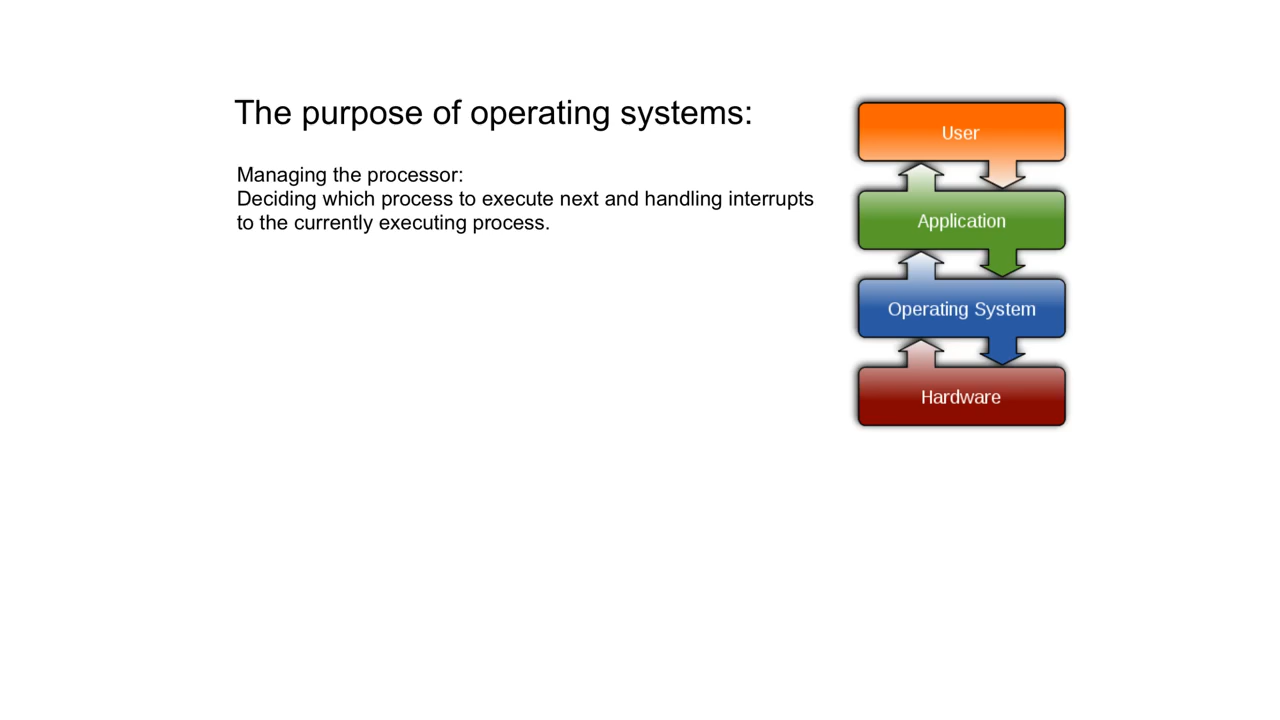 The purpose of operating systems:
Managing the processor:
Deciding which process to execute next and handling interrupts
to the currently executing process.
User
Application
Operating System
Hardware